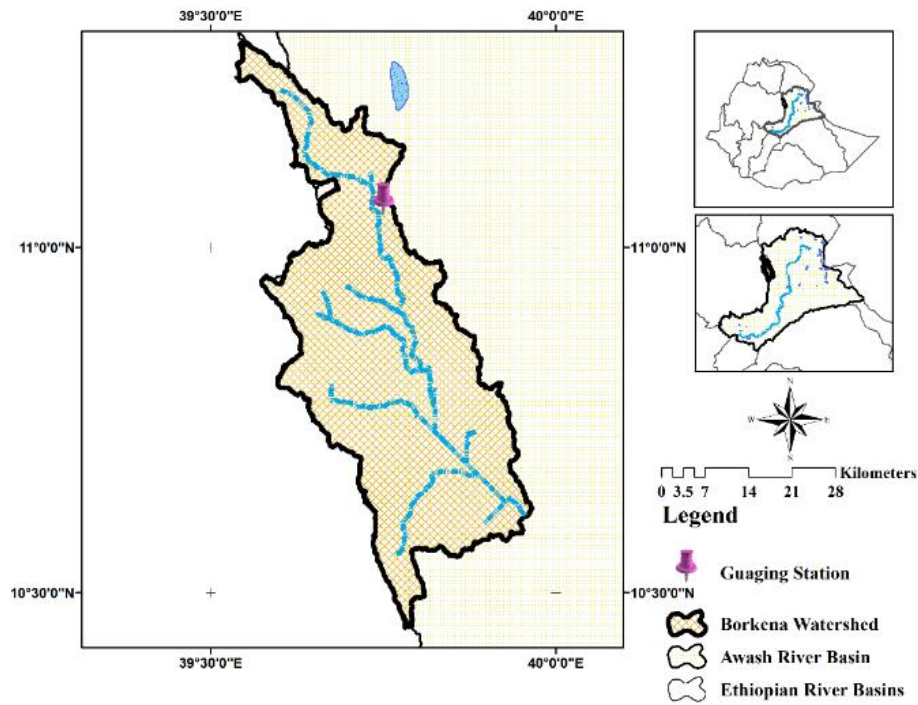 39°30'0"E
40°0'0"E
11°0'0"N
11°0'0"N
10°30'0"N
10°30'0"N
39°30'0"E
40°0'0"E
N
W
E
S
Kilometers
0 3.5 7 14 21 28
Legend
Guaging Station
Borkena Watershed
Awash River Basin
Ethiopian River Basins